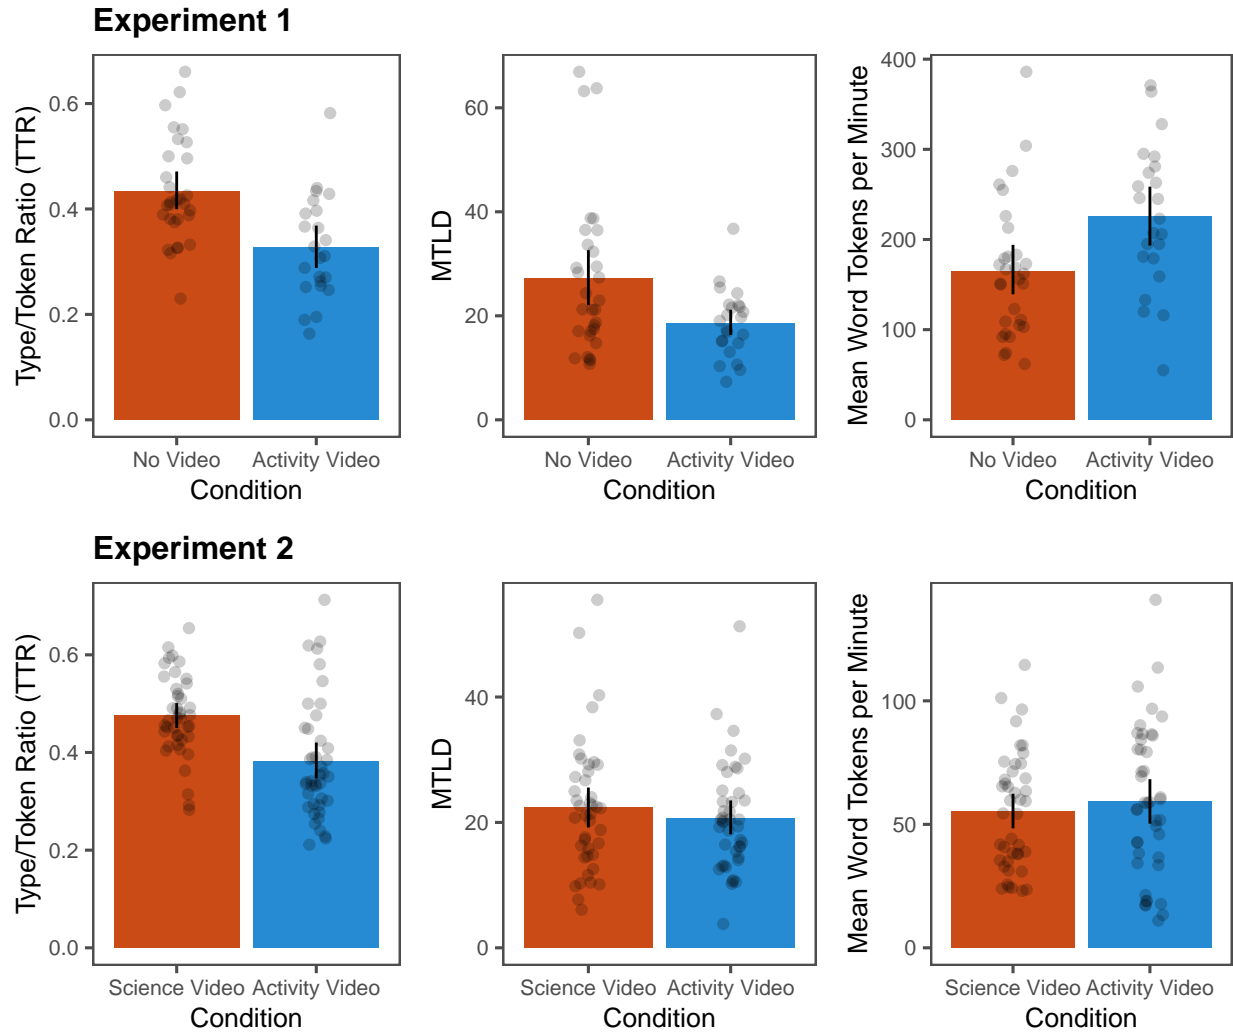 Experiment 1
Type/Token Ratio (TTR)
0.6
0.4
0.2
0.0
No Video Activity Video
Condition
MTLD
60
40
20
0
No Video Activity Video
Condition
Mean Word Tokens per Minute
400
300
200
100
0
No Video Activity Video
Condition
Experiment 2
Type/Token Ratio (TTR)
0.6
0.4
0.2
0.0
Science Video Activity Video
Condition
MTLD
40
20
0
Science Video Activity Video
Condition
Mean Word Tokens per Minute
100
50
0
Science Video Activity Video
Condition